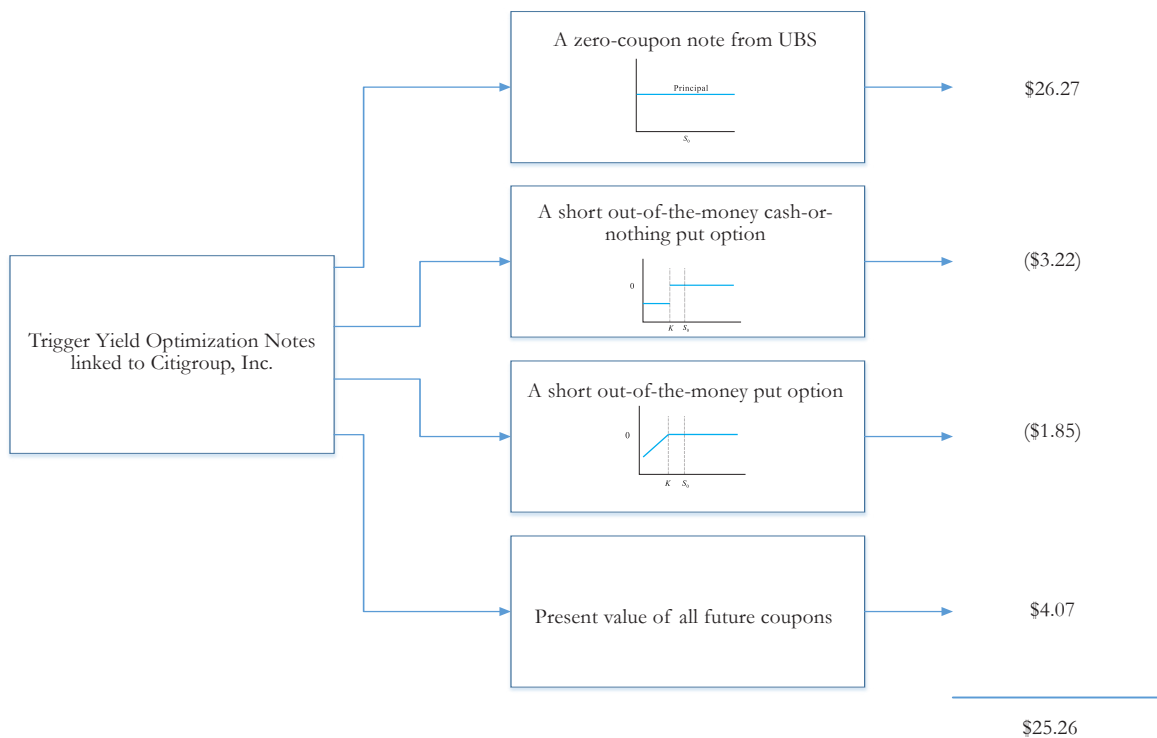 A zero-coupon note from UBS
Principal
S₀
$26.27
A short out-of-the-money cash-or-
nothing put option
0
K S₀
($3.22)
Trigger Yield Optimization Notes
linked to Citigroup, Inc.
A short out-of-the-money put option
0
K S₀
($1.85)
Present value of all future coupons
$4.07
$25.26